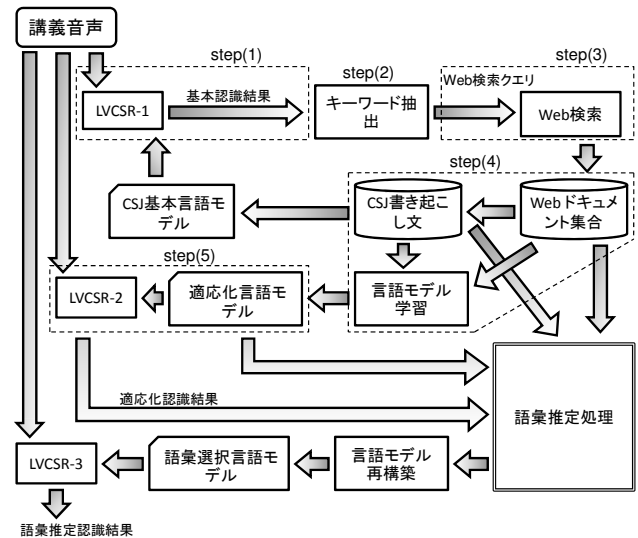 講義音声
step(1)
step(2)
step(3)
Web検索クエリ
LVCSR-1
基本認識結果
キーワード抽
出
Web検索
step(4)
CSJ基本言語モ
デル
CSJ書き起こ
し文
Webドキュメ
ント集合
step(5)
LVCSR-2
適応化言語モ
デル
言語モデル
学習
適応化認識結果
語彙推定処理
LVCSR-3
語彙選択言語モ
デル
言語モデル
再構築
語彙推定認識結果